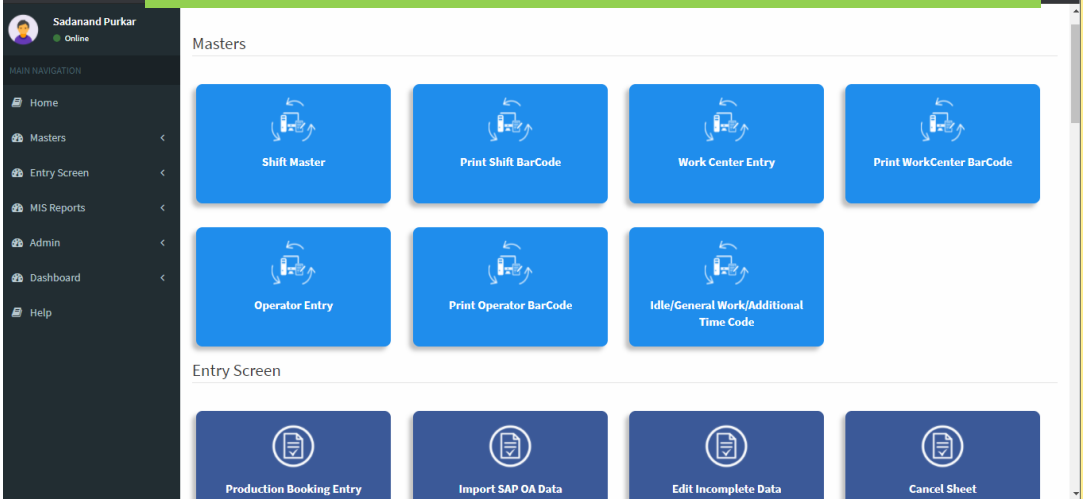 Sadanand Purkar
Online
MAIN NAVIGATION
Home
Masters
Entry Screen
MIS Reports
Admin
Dashboard
Help
Masters
Shift Master
Print Shift BarCode
Work Center Entry
Print WorkCenter BarCode
Operator Entry
Print Operator BarCode
Idle/General Work/Additional
Time Code
Entry Screen
Production Booking Entry
Import SAP OA Data
Edit Incomplete Data
Cancel Sheet